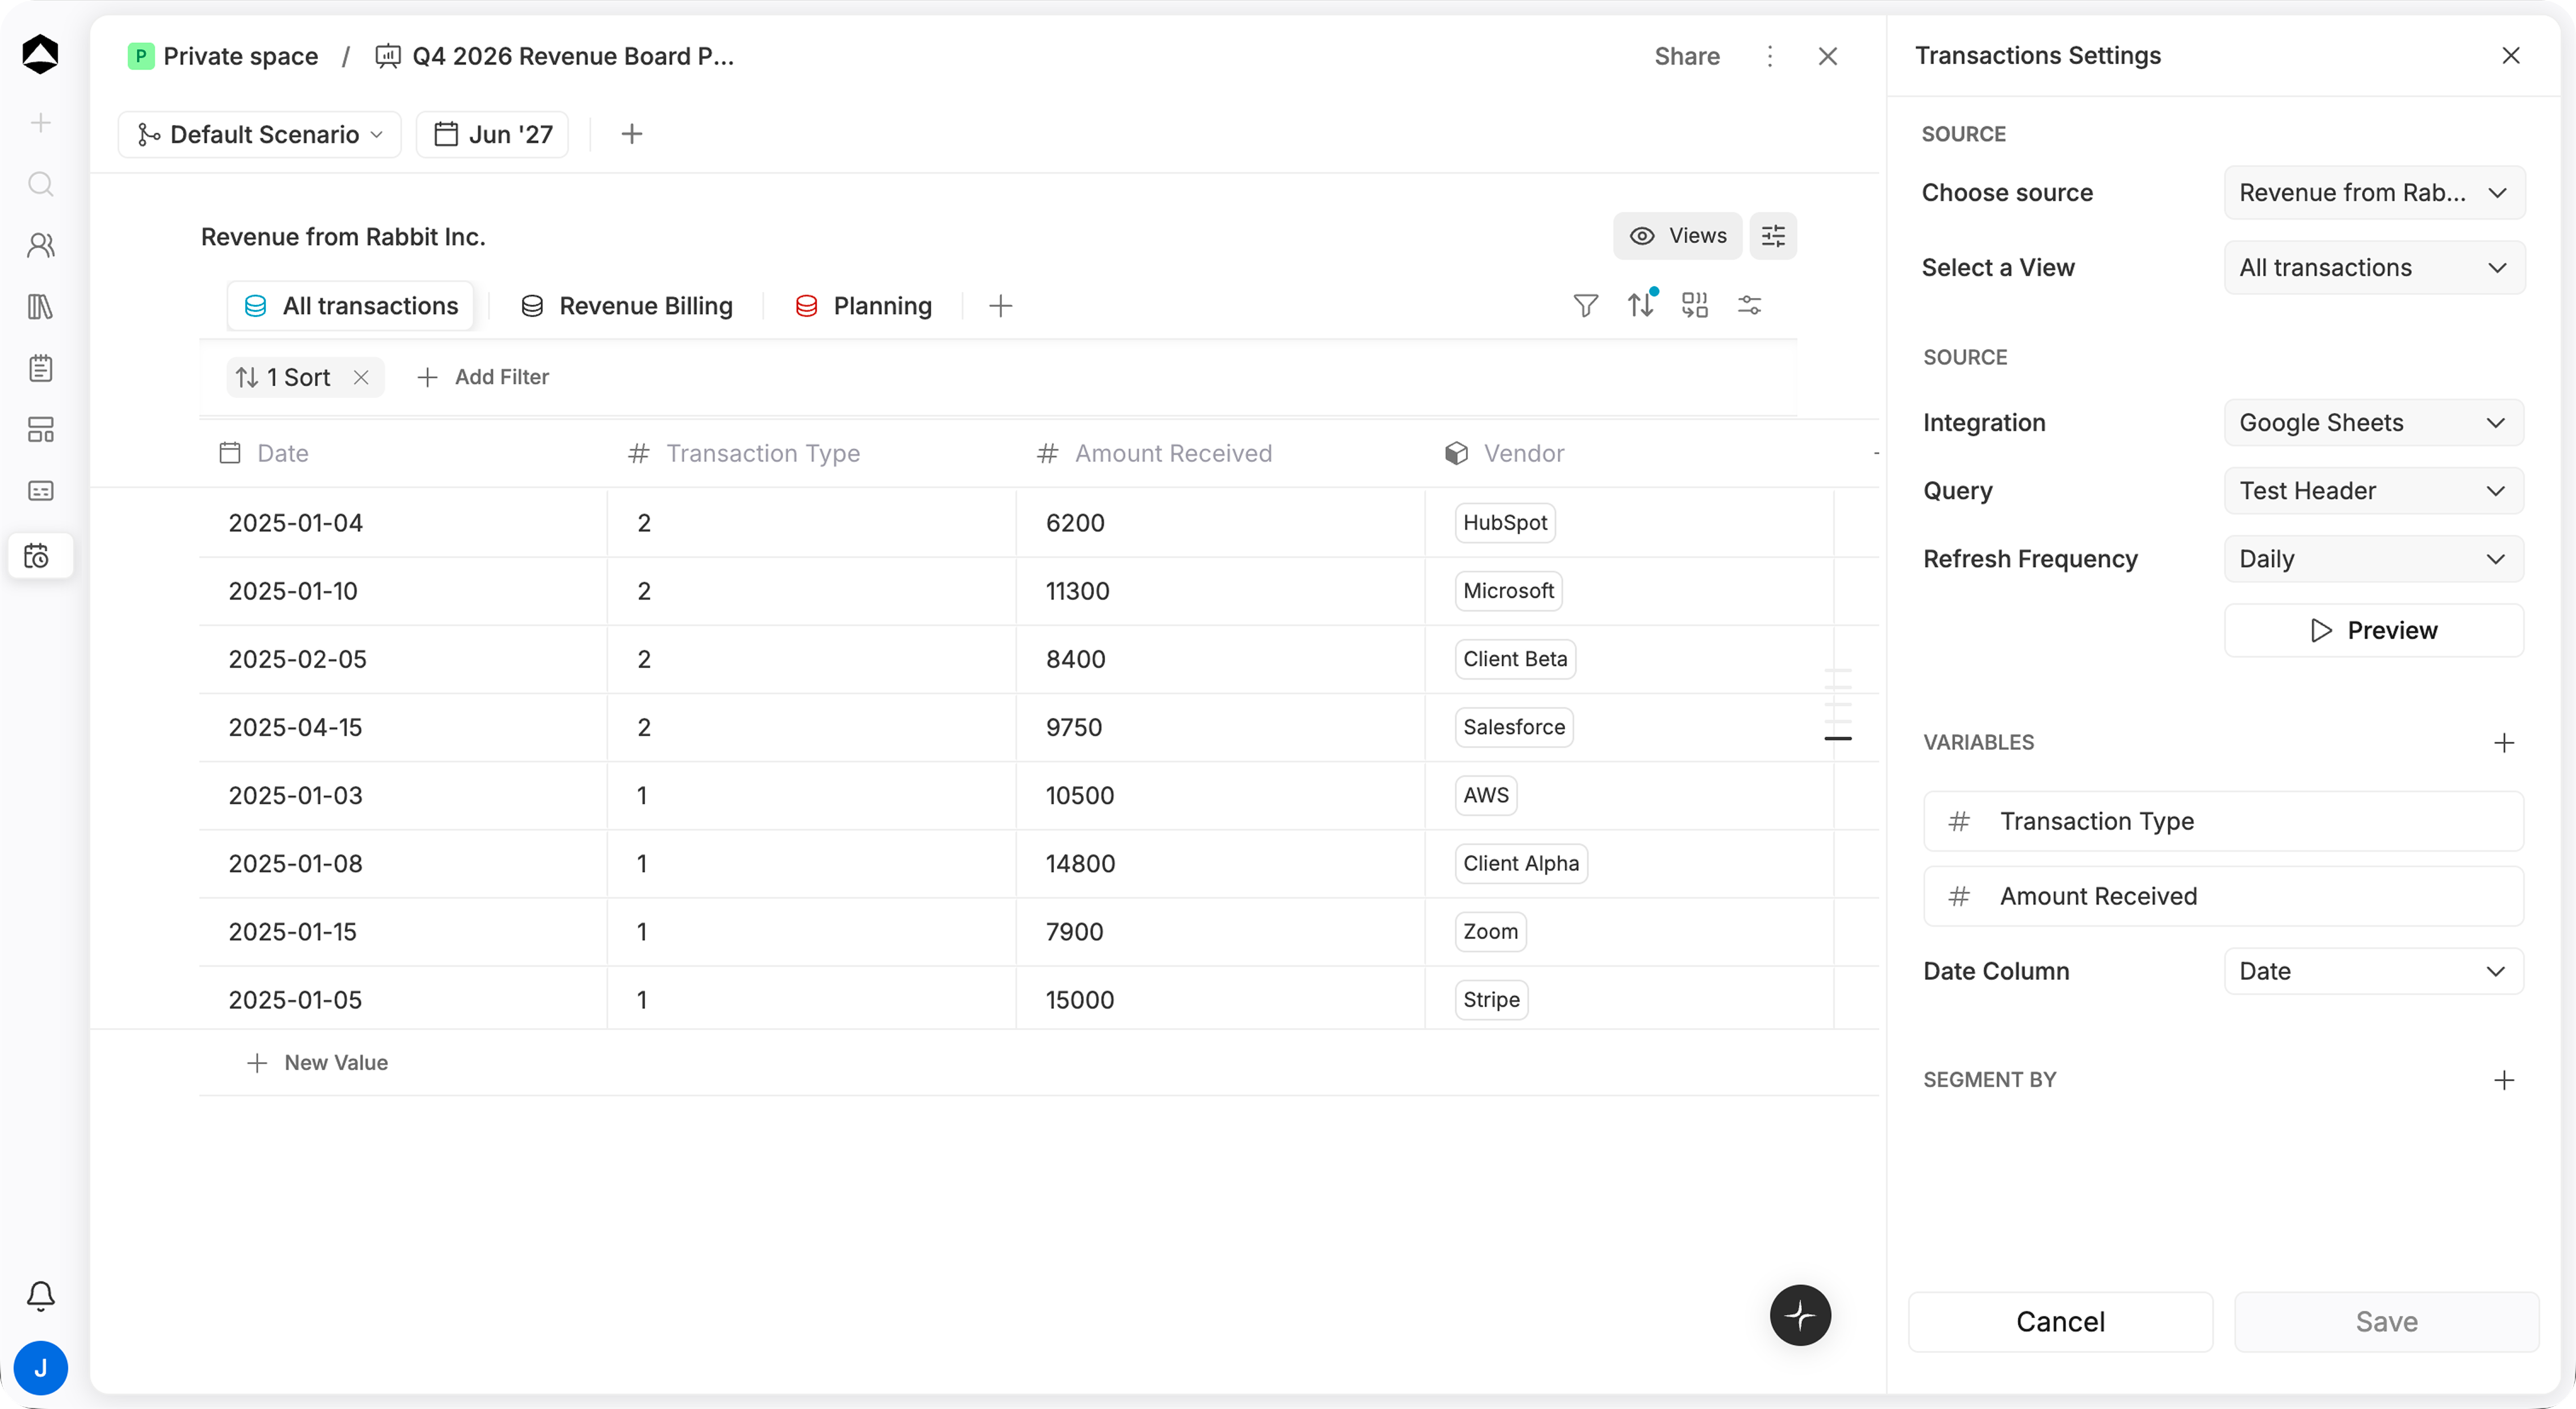 P Private space / Q4 2026 Revenue Board P...
Share
Default Scenario
Jun '27
Revenue from Rabbit Inc.
Views
All transactions
Revenue Billing
Planning
1 Sort
Add Filter
Date Transaction Type Amount Received Vendor
2025-01-04 2 6200 HubSpot
2025-01-10 2 11300 Microsoft
2025-02-05 2 8400 Client Beta
2025-04-15 2 9750 Salesforce
2025-01-03 1 10500 AWS
2025-01-08 1 14800 Client Alpha
2025-01-15 1 7900 Zoom
2025-01-05 1 15000 Stripe
New Value
J
Transactions Settings
SOURCE
Choose source Revenue from Rab...
Select a View All transactions
SOURCE
Integration Google Sheets
Query Test Header
Refresh Frequency Daily
Preview
VARIABLES
# Transaction Type
# Amount Received
Date Column Date
SEGMENT BY
Cancel
Save